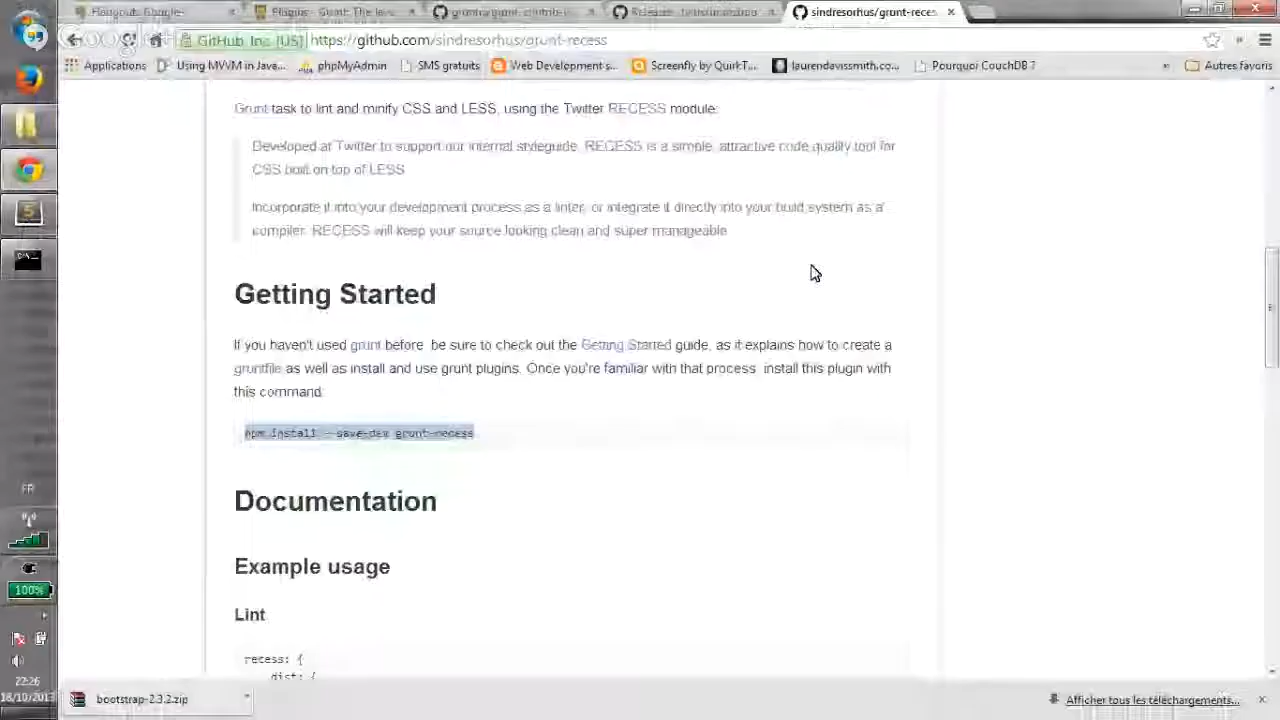 sindresorhus/grunt-reces
GitHub, Inc. [US] https://github.com/sindresorhus/grunt-recess
Applications Using MVVM in Java... phpMyAdmin SMS gratuits Web Development s... Screenfly by QuirkT... laurendavissmith.co... Pourquoi CouchDB ? » Autres favoris
Grunt task to lint and minify CSS and LESS, using the Twitter RECESS module:
Developed at Twitter to support our internal styleguide, RECESS is a simple, attractive code quality tool for
CSS built on top of LESS
Incorporate it into your development process as a linter, or integrate it directly into your build system as a
compiler, RECESS will keep your source looking clean and super manageable
Getting Started
If you haven't used grunt before, be sure to check out the Getting Started guide, as it explains how to create a
gruntfile as well as install and use grunt plugins. Once you're familiar with that process, install this plugin with
this command:
npm install --save-dev grunt-recess
Documentation
Example usage
Lint
recess: {
dist: {
FR
100%
22:26
18/10/2013
bootstrap-2.3.2.zip
Afficher tous les téléchargements...